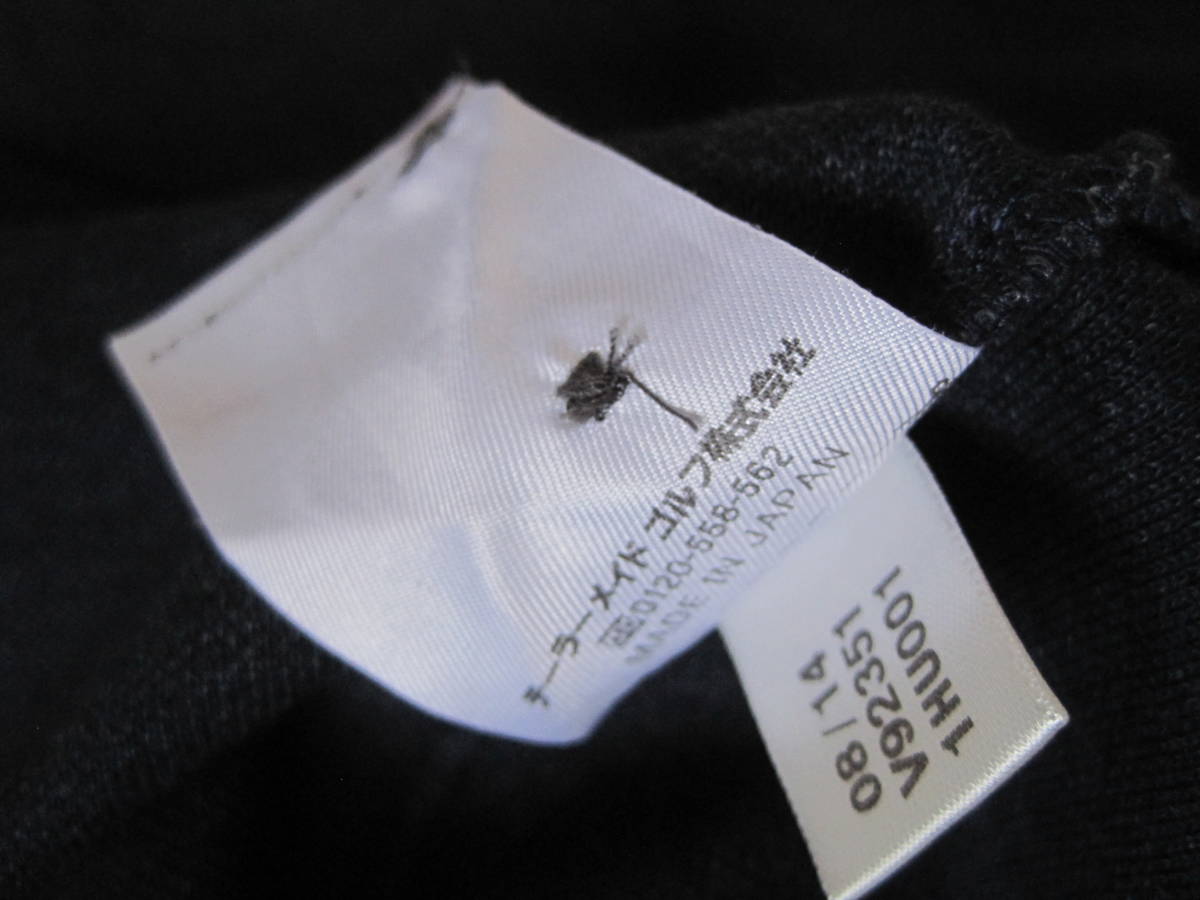 テーラーメイド ゴルフ株式会社
0120-558-562
MADE IN JAPAN
08/14
V923351
1HU001